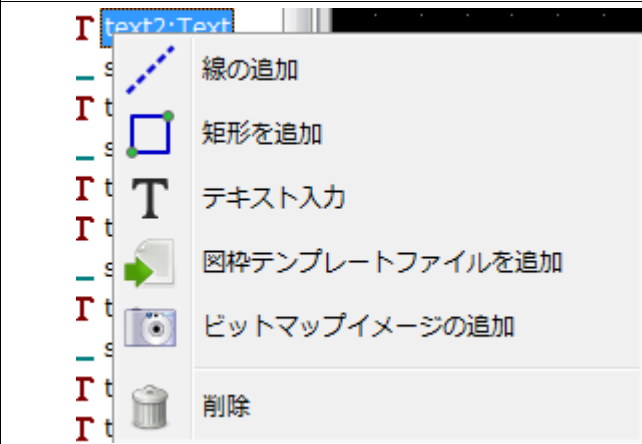 text2:Text
線の追加
矩形を追加
テキスト入力
図枠テンプレートファイルを追加
ビットマップイメージの追加
削除